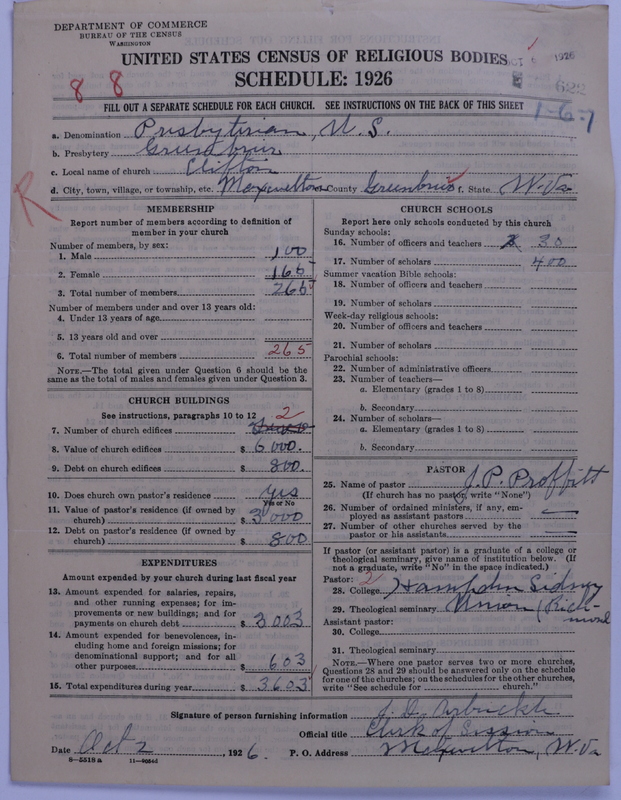 DEPARTMENT OF COMMERCE
BUREAU OF THE CENSUS
WASHINGTON
UNITED STATES CENSUS OF RELIGIOUS BODIES
1926
SCHEDULE: 1926
8 8
622
FILL OUT A SEPARATE SCHEDULE FOR EACH CHURCH. SEE INSTRUCTIONS ON THE BACK OF THIS SHEET
1-6-7
a. Denomination Presbyterian, U.S.
b. Presbytery Greenbrier
c. Local name of church Clifton
d. City, town, village, or township, etc. Maxwelton County Greenbrier f. State W.Va
R
MEMBERSHIP
Report number of members according to definition of
member in your church
Number of members, by sex:
1. Male 100
2. Female 165
3. Total number of members 265
Number of members under and over 13 years old:
4. Under 13 years of age
5. 13 years old and over
6. Total number of members 265
NOTE.—The total given under Question 6 should be
same as the total of males and females given under Question 3.
CHURCH BUILDINGS
See instructions, paragraphs 10 to 12 2
7. Number of church edifices
8. Value of church edifices $ 6000.
9. Debt on church edifices $ 800.
10. Does church own pastor's residence yes
Yes or No
11. Value of pastor's residence (if owned by
church) $ 3000
12. Debt on pastor's residence (if owned by
church) $ 800
EXPENDITURES
Amount expended by your church during last fiscal year
13. Amount expended for salaries, repairs,
and other running expenses; for im-
provements or new buildings; and for
payments on church debt $ 3003
14. Amount expended for benevolences, in-
cluding home and foreign missions; for
denominational support; and for all
other purposes $ 603
15. Total expenditures during year $ 3603
CHURCH SCHOOLS
Report here only schools conducted by this church
Sunday schools:
16. Number of officers and teachers 30
17. Number of scholars 400
Summer vacation Bible schools:
18. Number of officers and teachers
19. Number of scholars
Week-day religious schools:
20. Number of officers and teachers
21. Number of scholars
Parochial schools:
22. Number of administrative officers
23. Number of teachers—
a. Elementary (grades 1 to 8)
b. Secondary
24. Number of scholars—
a. Elementary (grades 1 to 8)
b. Secondary
PASTOR
25. Name of pastor J. P. Proffitt
(If church has no pastor, write "None")
26. Number of ordained ministers, if any, em-
ployed as assistant pastors —
27. Number of other churches served by the
pastor or his assistants —
If pastor (or assistant pastor) is a graduate of a college or
theological seminary, give name of institution below. (If
not a graduate, write "No" in the space indicated.)
Pastor: 2
28. College Hampden Sidney
29. Theological seminary Union (Rich-
mond
Assistant pastor:
30. College
31. Theological seminary
NOTE.—Where one pastor serves two or more churches,
Questions 28 and 29 should be answered only on the schedule
for one of the churches; on the schedules for the other churches,
write "See schedule for church."
Signature of person furnishing information J. D. Arbuckle
Official title Clerk of Session
Date Oct 2, 1926. P. O. Address Maxwelton, W.Va
8-5518 a 11-9054d